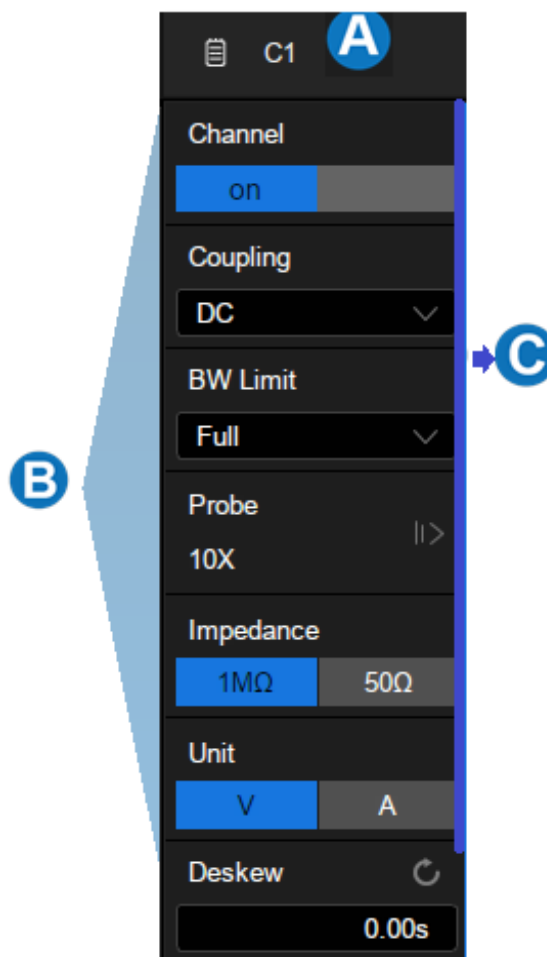 C1 A
Channel
on
Coupling
DC
C
BW Limit
Full
B
Probe
10X
Impedance
1MΩ 50Ω
Unit
V A
Deskew
0.00s